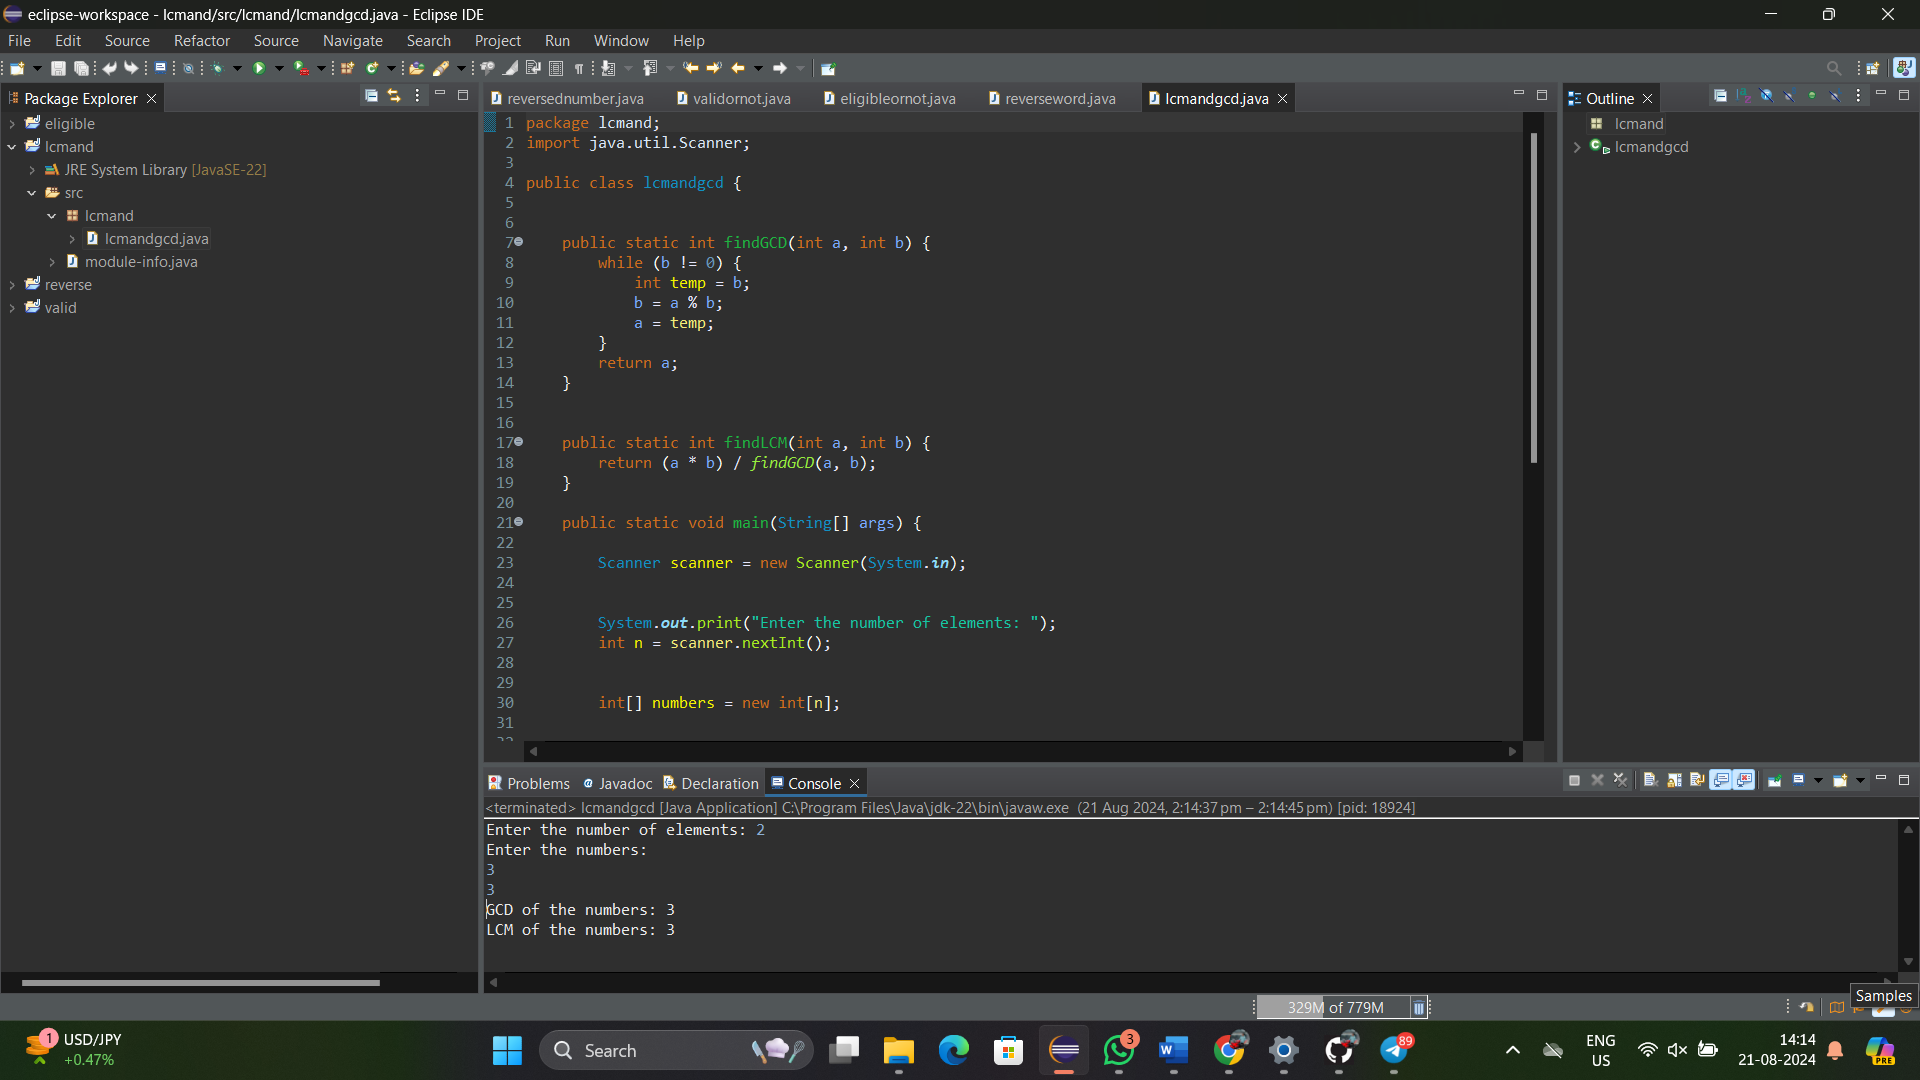 eclipse-workspace - lcmand/src/lcmand/lcmandgcd.java - Eclipse IDE
File Edit Source Refactor Source Navigate Search Project Run Window Help
Package Explorer
eligible
lcmand
JRE System Library [JavaSE-22]
src
lcmand
lcmandgcd.java
module-info.java
reverse
valid
reversednumber.java validornot.java eligibleornot.java reverseword.java lcmandgcd.java
1 package lcmand;
2 import java.util.Scanner;
3
4 public class lcmandgcd {
5
6
7 public static int findGCD(int a, int b) {
8 while (b != 0) {
9 int temp = b;
10 b = a % b;
11 a = temp;
12 }
13 return a;
14 }
15
16
17 public static int findLCM(int a, int b) {
18 return (a * b) / findGCD(a, b);
19 }
20
21 public static void main(String[] args) {
22
23 Scanner scanner = new Scanner(System.in);
24
25
26 System.out.print("Enter the number of elements: ");
27 int n = scanner.nextInt();
28
29
30 int[] numbers = new int[n];
31
Outline
lcmand
lcmandgcd
Problems Javadoc Declaration Console
<terminated> lcmandgcd [Java Application] C:\Program Files\Java\jdk-22\bin\javaw.exe (21 Aug 2024, 2:14:37 pm – 2:14:45 pm) [pid: 18924]
Enter the number of elements: 2
Enter the numbers:
3
3
GCD of the numbers: 3
LCM of the numbers: 3
329M of 779M
Samples
1
USD/JPY
+0.47%
Search
3
89
ENG
US
14:14
21-08-2024
PRE